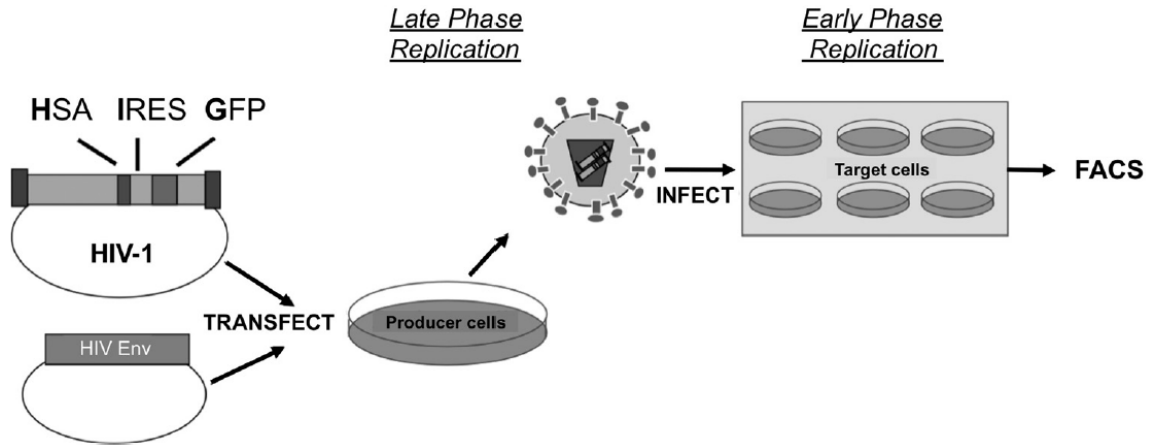 Late Phase
Replication
Early Phase
Replication
HSA IRES GFP
HIV-1
HIV Env
TRANSFECT
Producer cells
INFECT
Target cells
FACS